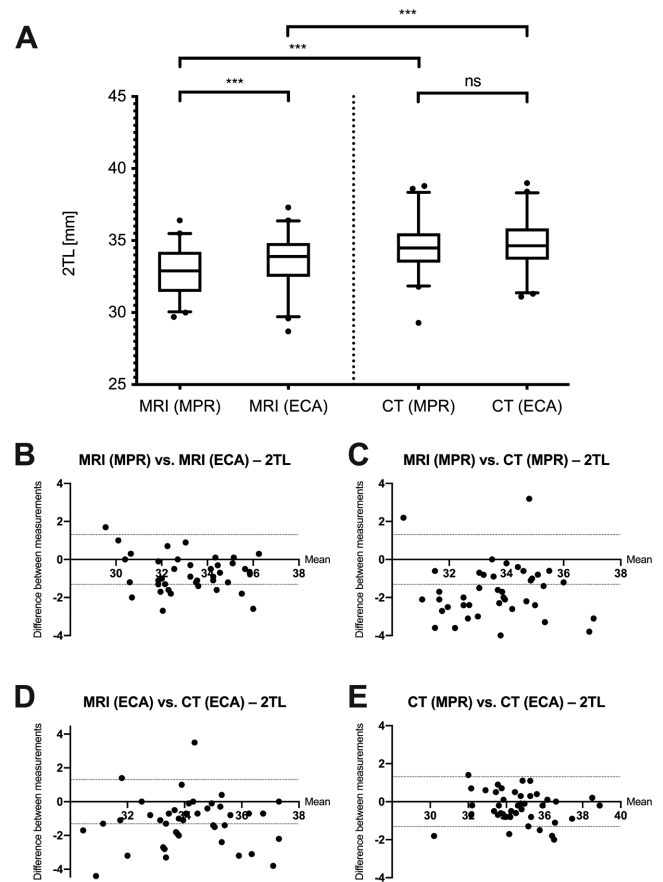 A
***
***
***
ns
45
40
35
30
25
2TL [mm]
MRI (MPR)
MRI (ECA)
CT (MPR)
CT (ECA)
B
MRI (MPR) vs. MRI (ECA) – 2TL
Difference between measurements
4
2
0
-2
-4
30
32
34
36
38
Mean
C
MRI (MPR) vs. CT (MPR) – 2TL
Difference between measurements
4
2
0
-2
-4
32
34
36
38
Mean
D
MRI (ECA) vs. CT (ECA) – 2TL
Difference between measurements
4
2
0
-2
-4
32
34
36
38
Mean
E
CT (MPR) vs. CT (ECA) – 2TL
Difference between measurements
4
2
0
-2
-4
30
32
34
36
38
40
Mean